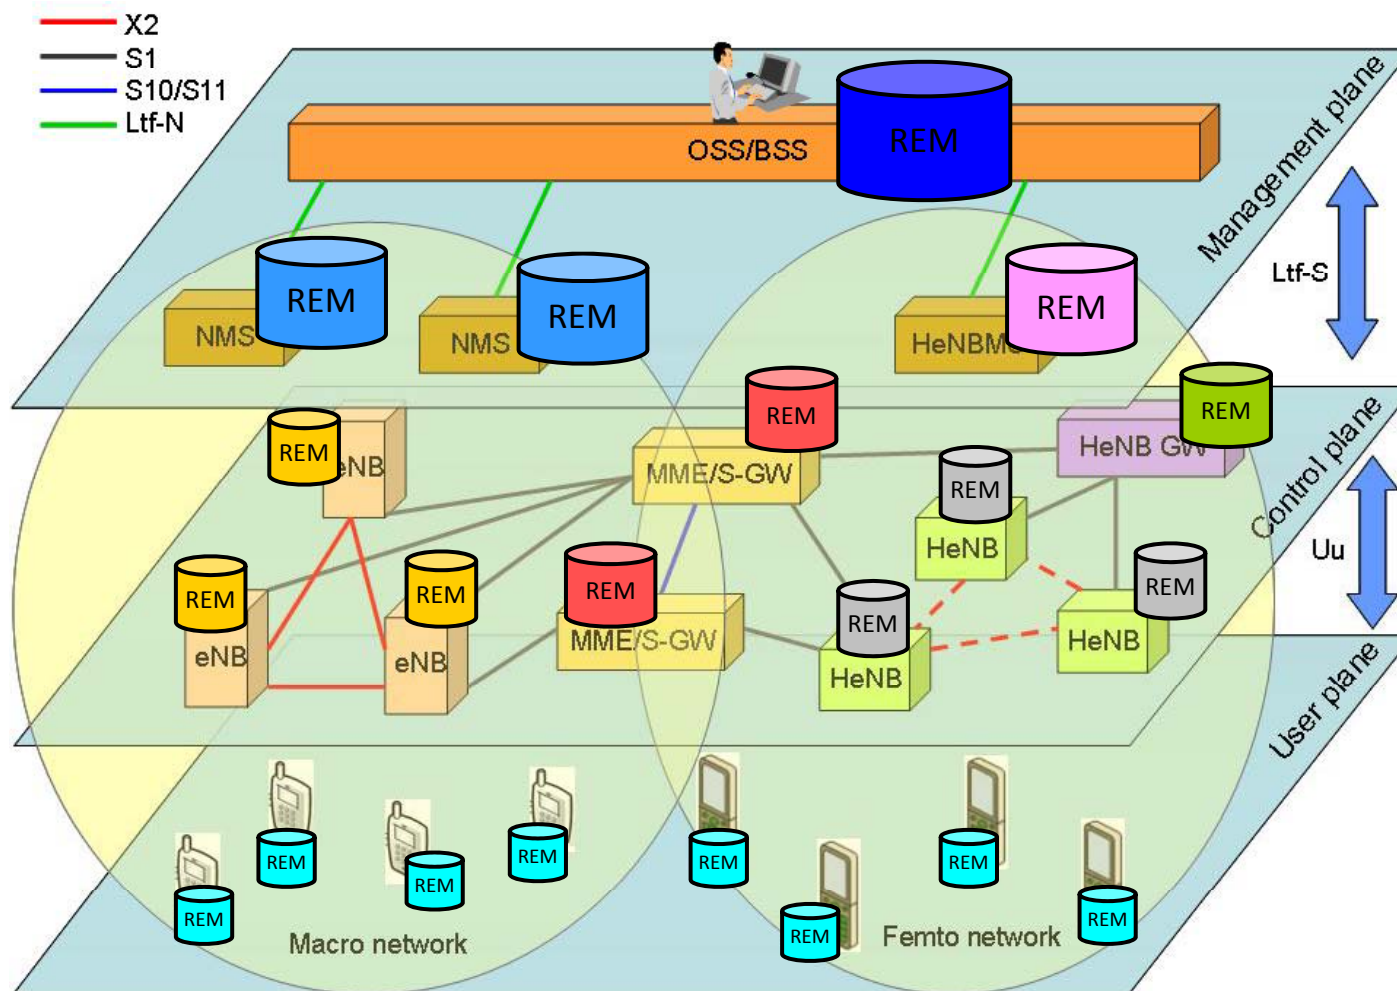 X2
S1
S10/S11
Ltf-N
Management plane
REM
OSS/BSS
Ltf-S
REM
REM
REM
NMS
NMS
HeNBMS
Control plane
REM
REM
REM
eNB
MME/S-GW
HeNB GW
REM
HeNB
Uu
REM
REM
REM
REM
REM
eNB
eNB
MME/S-GW
HeNB
HeNB
User plane
REM
REM
REM
REM
REM
REM
REM
REM
Macro network
Femto network
REM